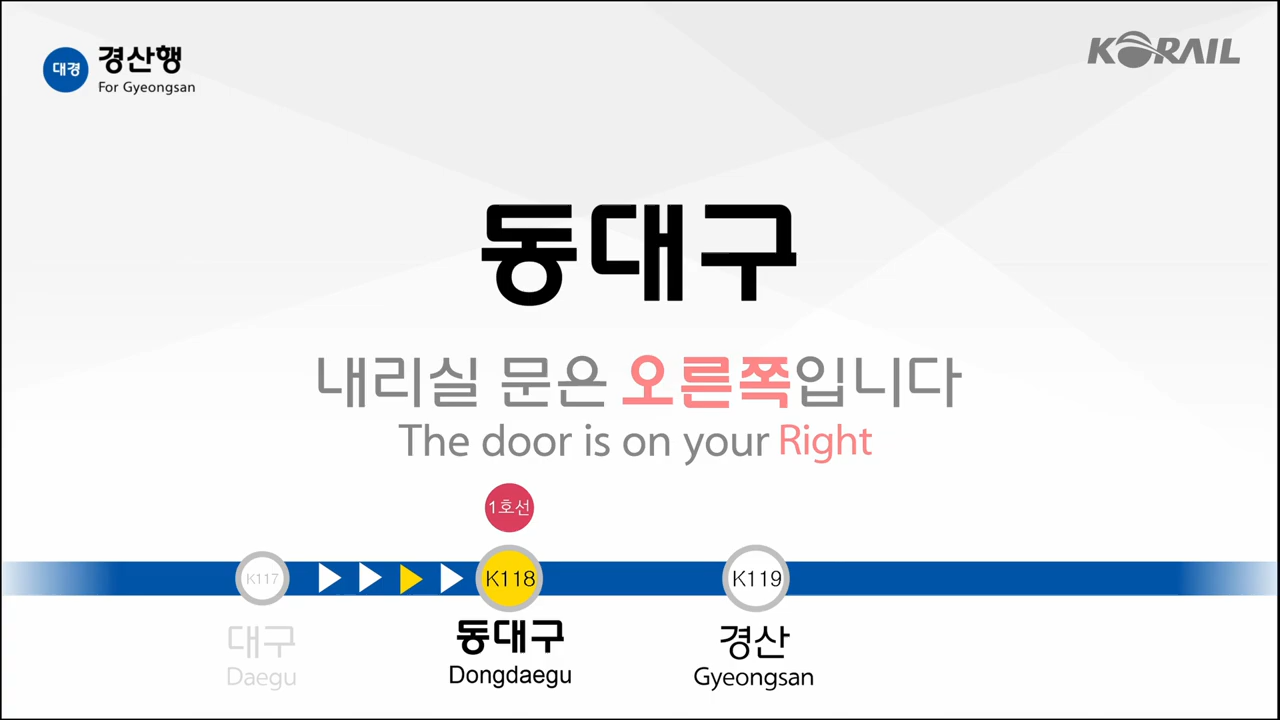 대경
경산행
For Gyeongsan
KORAIL
동대구
내리실 문은 오른쪽입니다
The door is on your Right
1호선
K117
K118
K119
대구
동대구
경산
Daegu
Dongdaegu
Gyeongsan